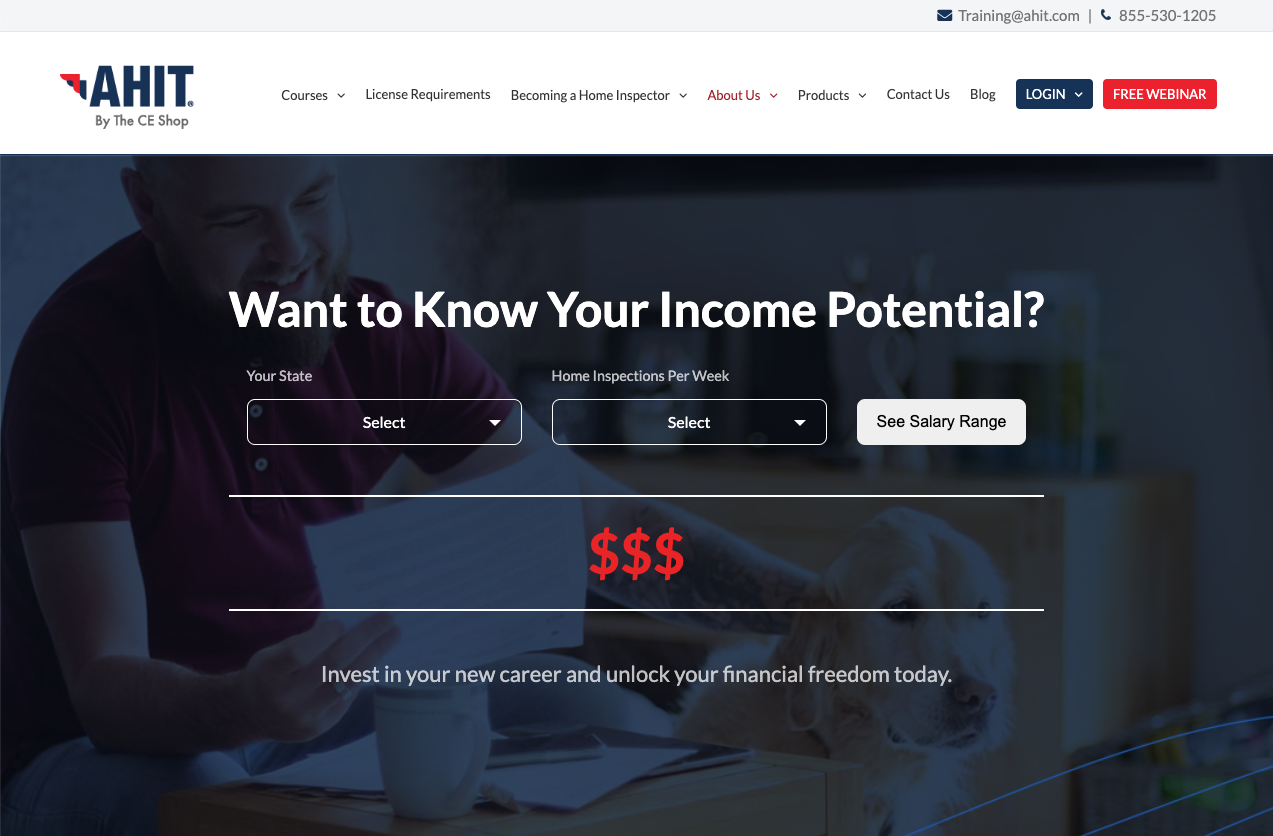 Training@ahit.com | 855-530-1205
AHIT®
By The CE Shop
Courses License Requirements Becoming a Home Inspector About Us Products Contact Us Blog LOGIN FREE WEBINAR
Want to Know Your Income Potential?
Your State Home Inspections Per Week
Select Select See Salary Range
$$$
Invest in your new career and unlock your financial freedom today.